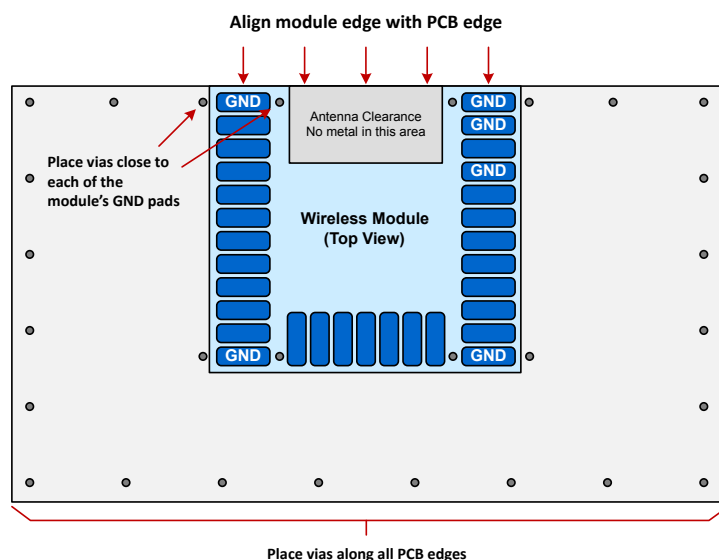 Align module edge with PCB edge
GND
GND
Antenna Clearance
No metal in this area
GND
Place vias close to
each of the
module's GND pads
GND
Wireless Module
(Top View)
GND
GND
Place vias along all PCB edges